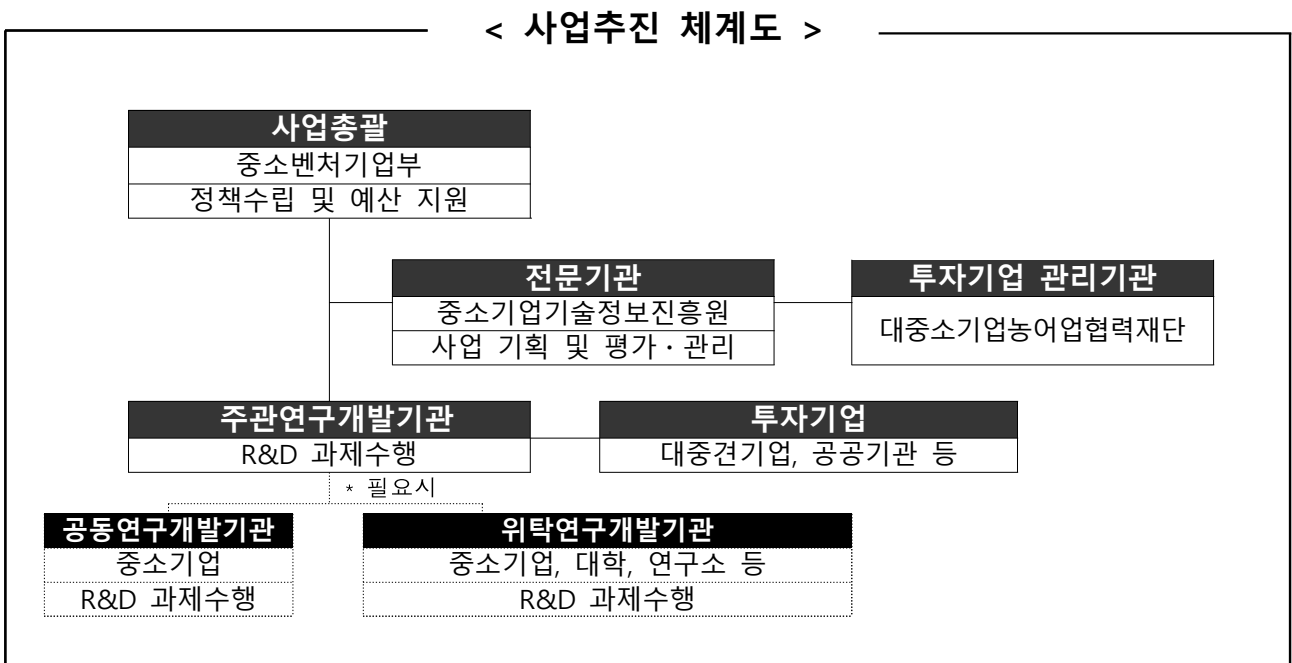 < 사업추진 체계도 >
사업총괄
중소벤처기업부
정책수립 및 예산 지원
전문기관
중소기업기술정보진흥원
사업 기획 및 평가·관리
투자기업 관리기관
대중소기업농어업협력재단
주관연구개발기관
R&D 과제수행
투자기업
대중견기업, 공공기관 등
* 필요시
공동연구개발기관
중소기업
R&D 과제수행
위탁연구개발기관
중소기업, 대학, 연구소 등
R&D 과제수행